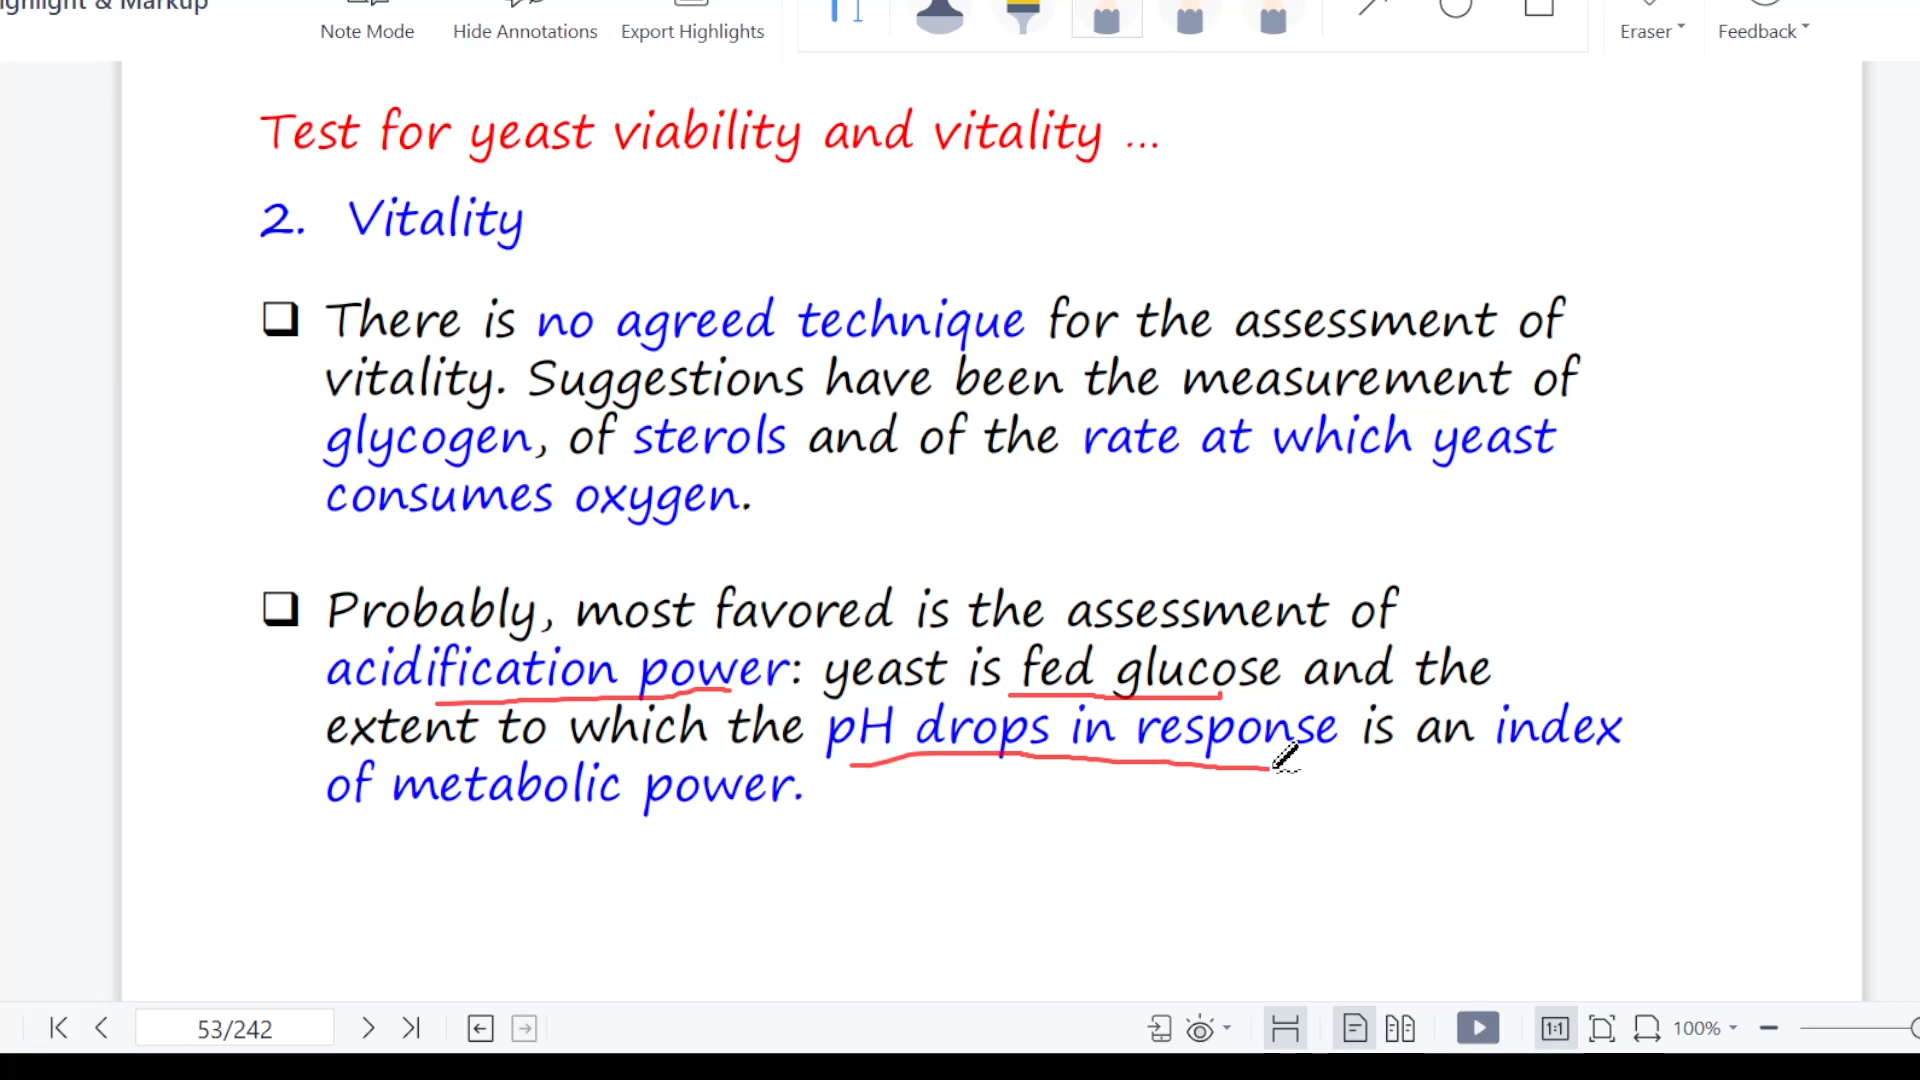 ighlight & Markup
Note Mode Hide Annotations Export Highlights Eraser Feedback
Test for yeast viability and vitality ...
2. Vitality
❑ There is no agreed technique for the assessment of
vitality. Suggestions have been the measurement of
glycogen, of sterols and of the rate at which yeast
consumes oxygen.
❑ Probably, most favored is the assessment of
acidification power: yeast is fed glucose and the
extent to which the pH drops in response is an index
of metabolic power.
53/242 1:1 100%